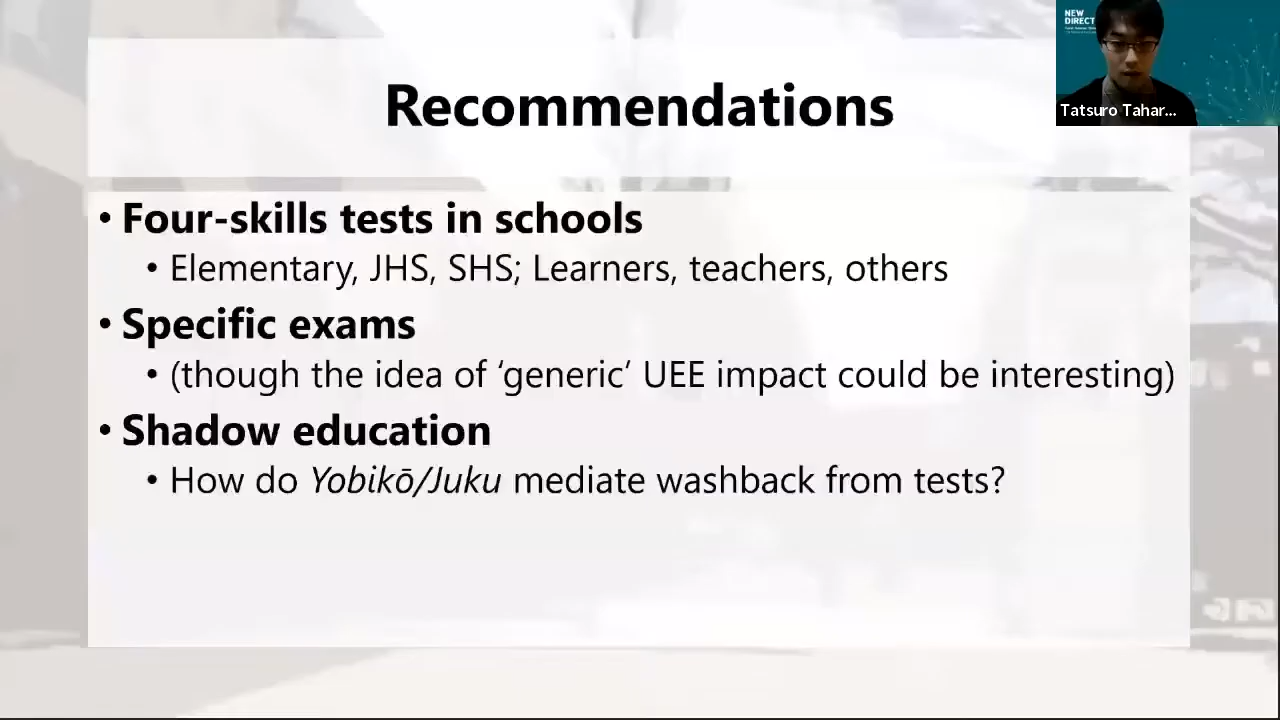 NEW
DIRECT
Recommendations
Tatsuro Tahar...
• Four-skills tests in schools
• Elementary, JHS, SHS; Learners, teachers, others
• Specific exams
• (though the idea of ‘generic’ UEE impact could be interesting)
• Shadow education
• How do Yobikō/Juku mediate washback from tests?